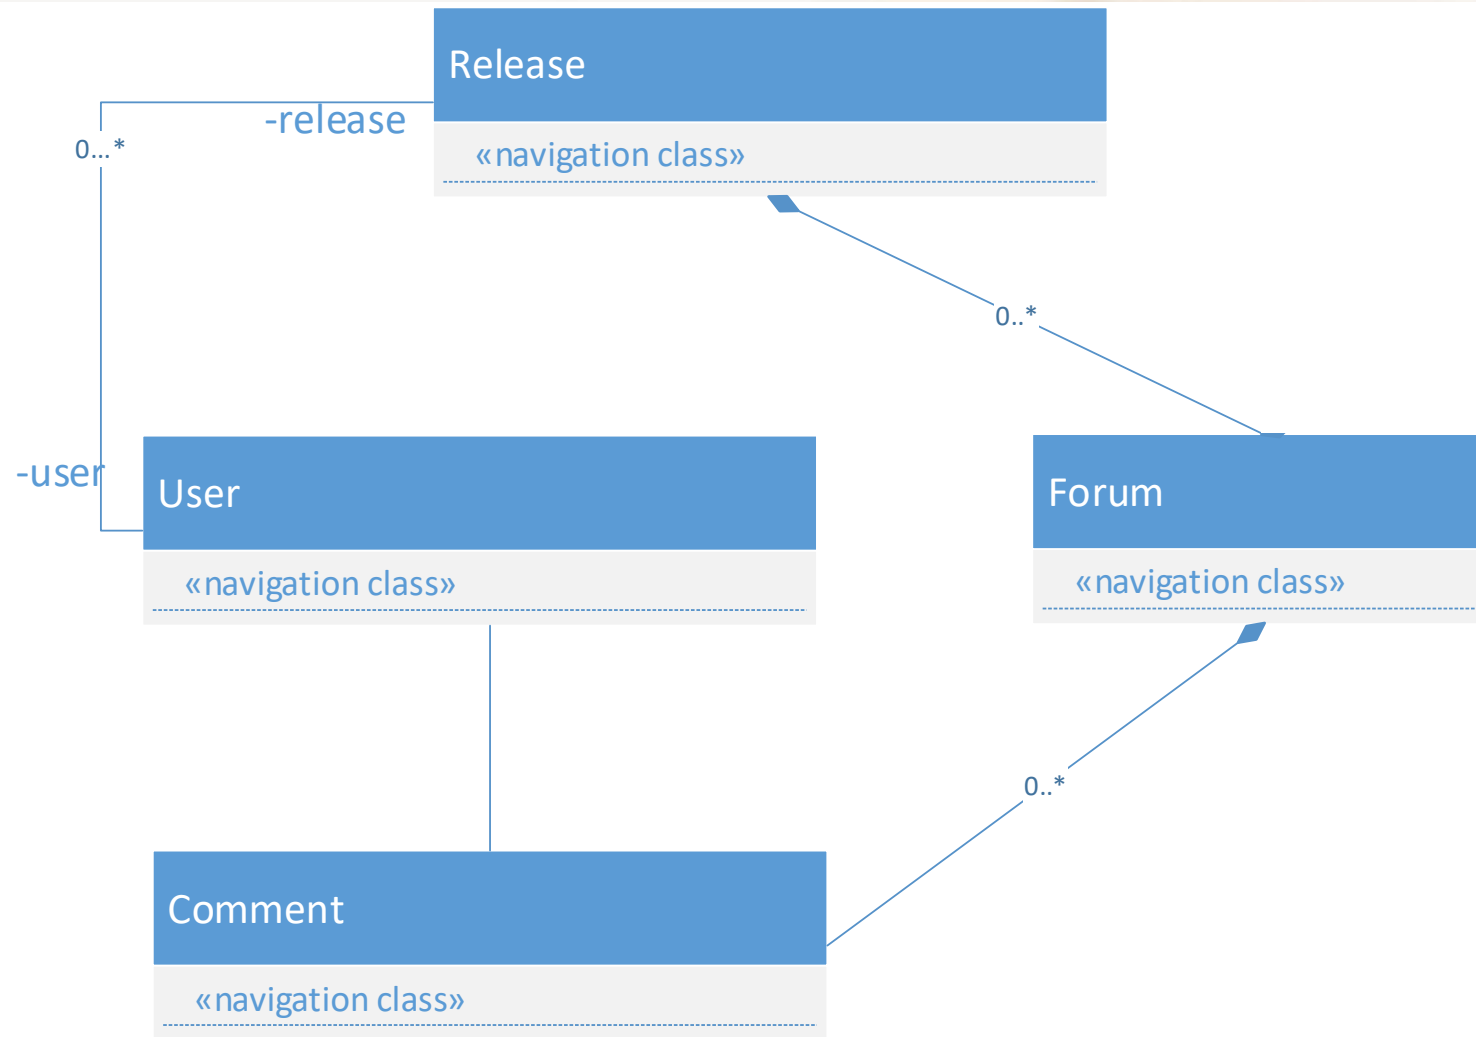 Release
-release
0...*
«navigation class»
0..*
-user
User
Forum
«navigation class»
«navigation class»
0..*
Comment
«navigation class»